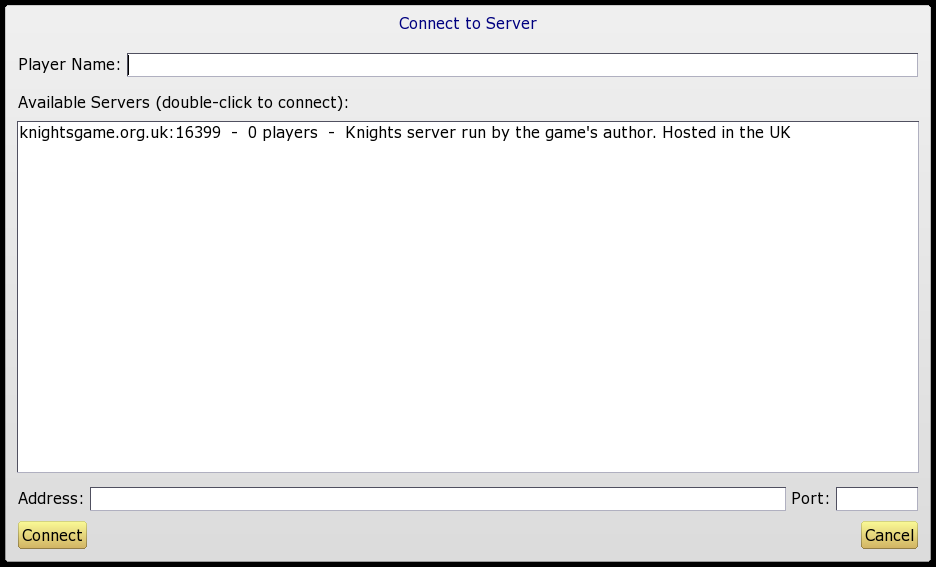 Connect to Server
Player Name:
Available Servers (double-click to connect):
knightsgame.org.uk:16399 - 0 players - Knights server run by the game's author. Hosted in the UK
Address: Port:
Connect Cancel